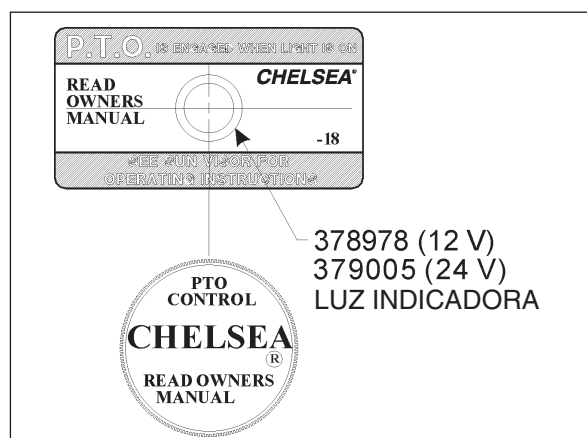 P.T.O. IS ENGAGED WHEN LIGHT IS ON
CHELSEA®
READ
OWNERS
MANUAL
-18
SEE SUN VISOR FOR
OPERATING INSTRUCTIONS
378978 (12 V)
379005 (24 V)
LUZ INDICADORA
PTO
CONTROL
CHELSEA
®
READ OWNERS
MANUAL